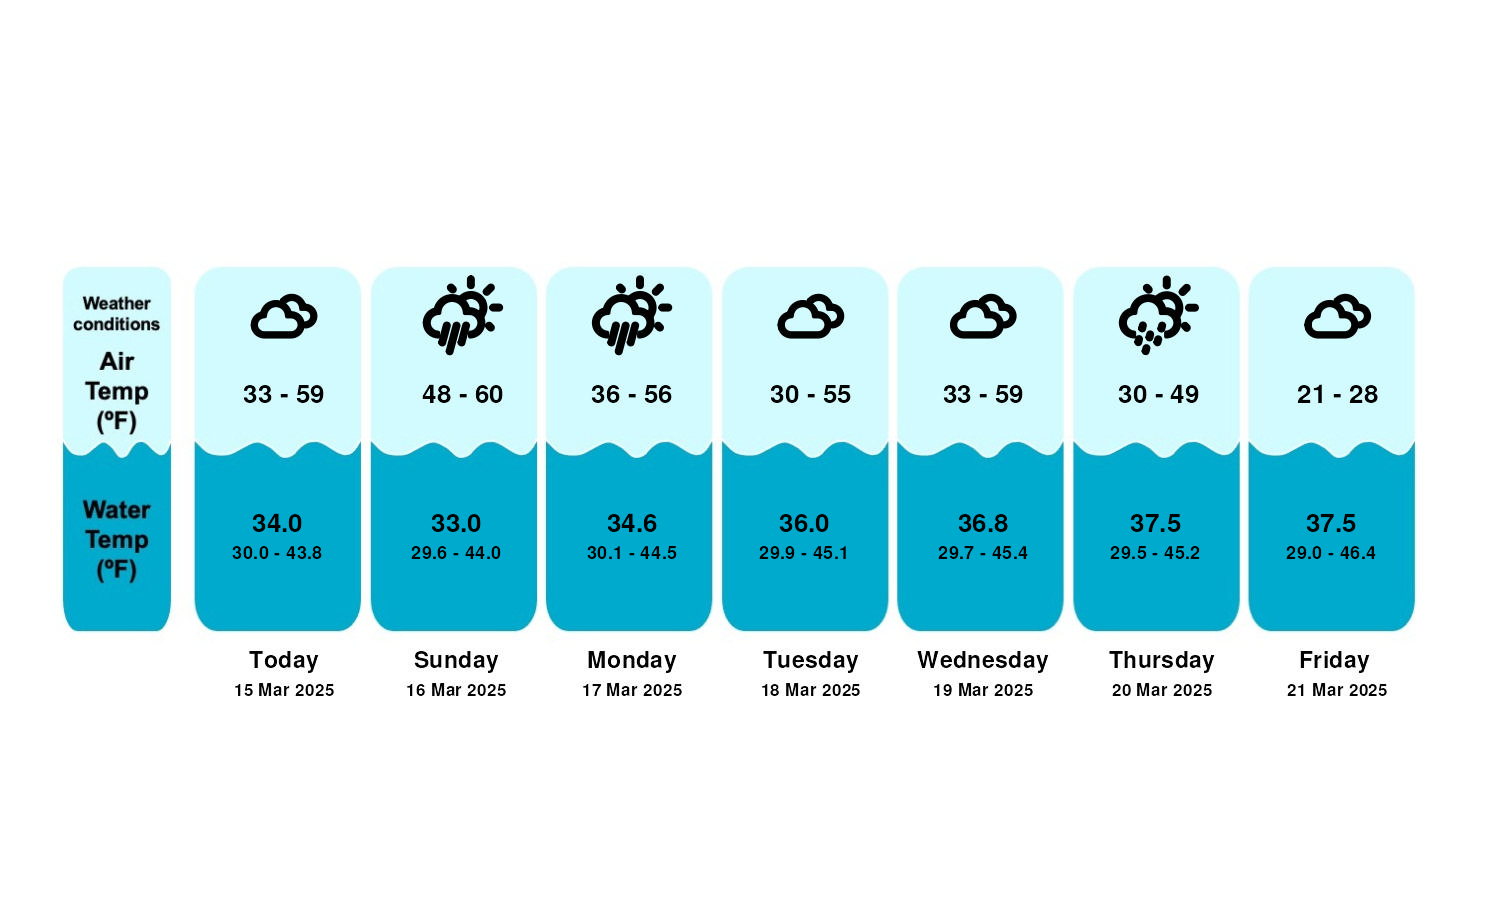 Weather
conditions
Air
Temp
(ºF)
Water
Temp
(ºF)
33 - 59
34.0
30.0 - 43.8
Today
15 Mar 2025
48 - 60
33.0
29.6 - 44.0
Sunday
16 Mar 2025
36 - 56
34.6
30.1 - 44.5
Monday
17 Mar 2025
30 - 55
36.0
29.9 - 45.1
Tuesday
18 Mar 2025
33 - 59
36.8
29.7 - 45.4
Wednesday
19 Mar 2025
30 - 49
37.5
29.5 - 45.2
Thursday
20 Mar 2025
21 - 28
37.5
29.0 - 46.4
Friday
21 Mar 2025